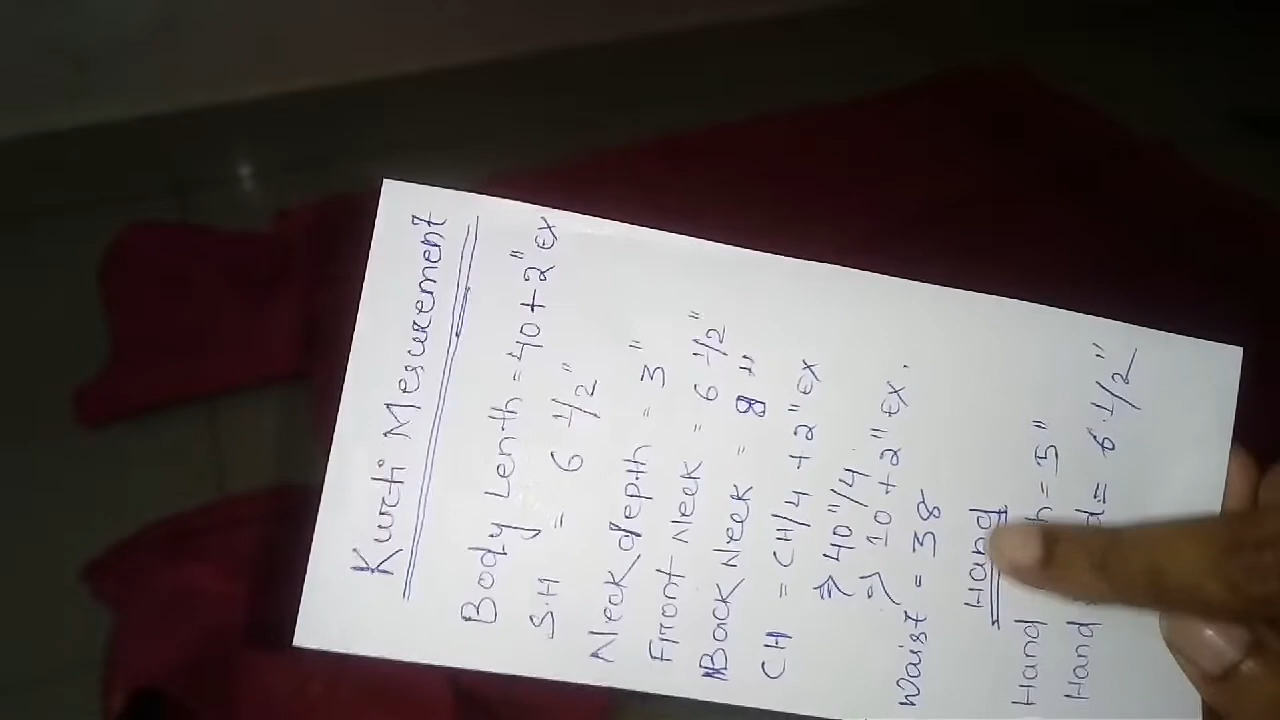 Kurti Mesurement
Body Lenth = 40 + 2" Ex
S.H = 6 1/2"
Neck depth = 3"
Front Neck = 6 1/2"
Back Neck = 8"
CH = CH/4 + 2" Ex
⇒ 40"/4
⇒ 10 + 2" Ex.
Waist = 38
Hand
Hand h = 3"
Hand d = 6 1/2"